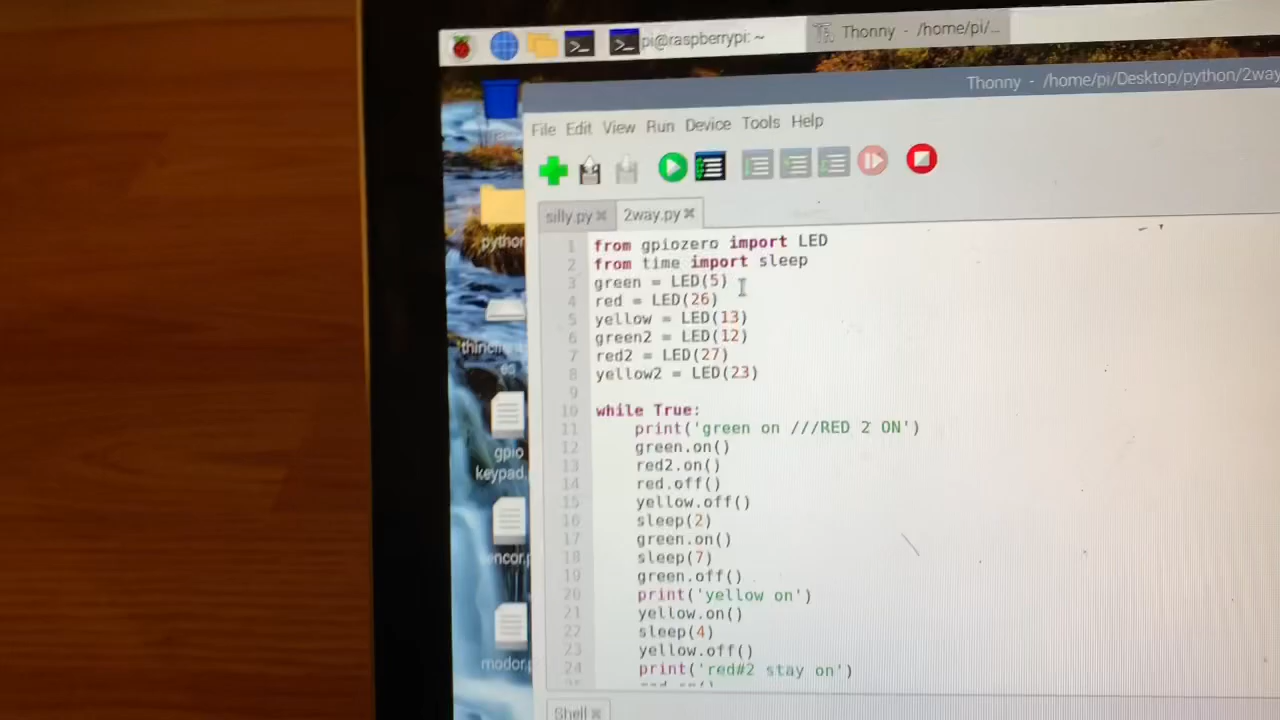 pi@raspberrypi: ~
Thonny - /home/pi/...
Thonny - /home/pi/Desktop/python/2way
File Edit View Run Device Tools Help
silly.py
2way.py
1 from gpiozero import LED
2 from time import sleep
3 green = LED(5)
4 red = LED(26)
5 yellow = LED(13)
6 green2 = LED(12)
7 red2 = LED(27)
8 yellow2 = LED(23)
9
10 while True:
11 print('green on ///RED 2 ON')
12 green.on()
13 red2.on()
14 red.off()
15 yellow.off()
16 sleep(2)
17 green.on()
18 sleep(7)
19 green.off()
20 print('yellow on')
21 yellow.on()
22 sleep(4)
23 yellow.off()
24 print('red#2 stay on')
python
gpio
keypad.
modor.
Shell